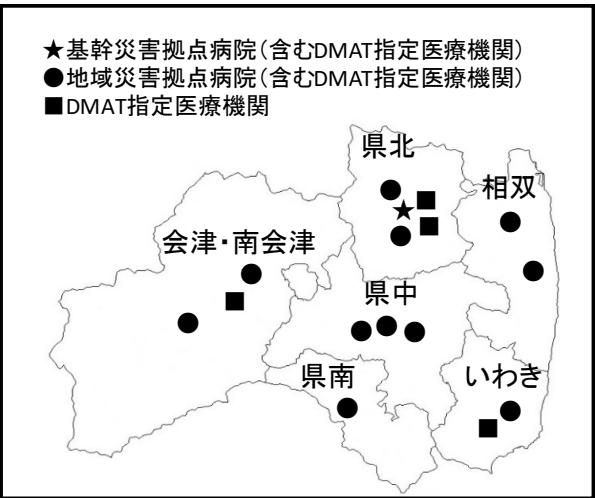 ★基幹災害拠点病院(含むDMAT指定医療機関)
●地域災害拠点病院(含むDMAT指定医療機関)
■DMAT指定医療機関
県北
相双
会津・南会津
県中
県南
いわき